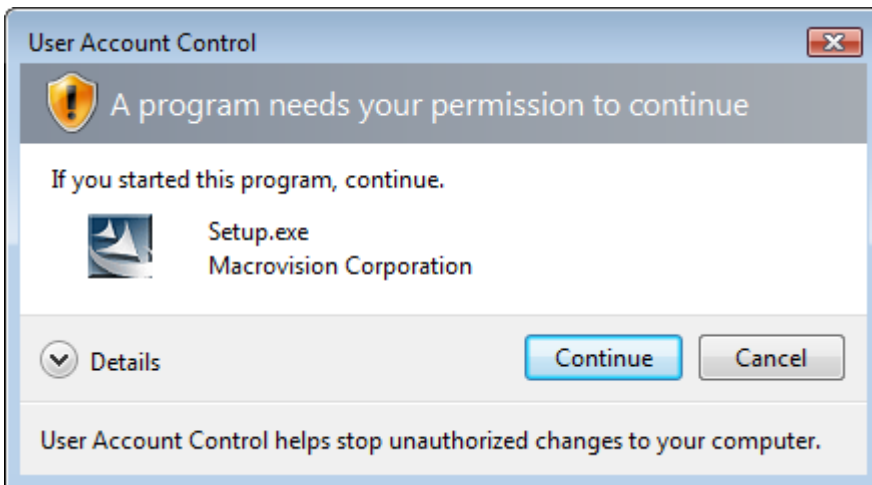 User Account Control
A program needs your permission to continue
If you started this program, continue.
Setup.exe
Macrovision Corporation
Details
Continue
Cancel
User Account Control helps stop unauthorized changes to your computer.